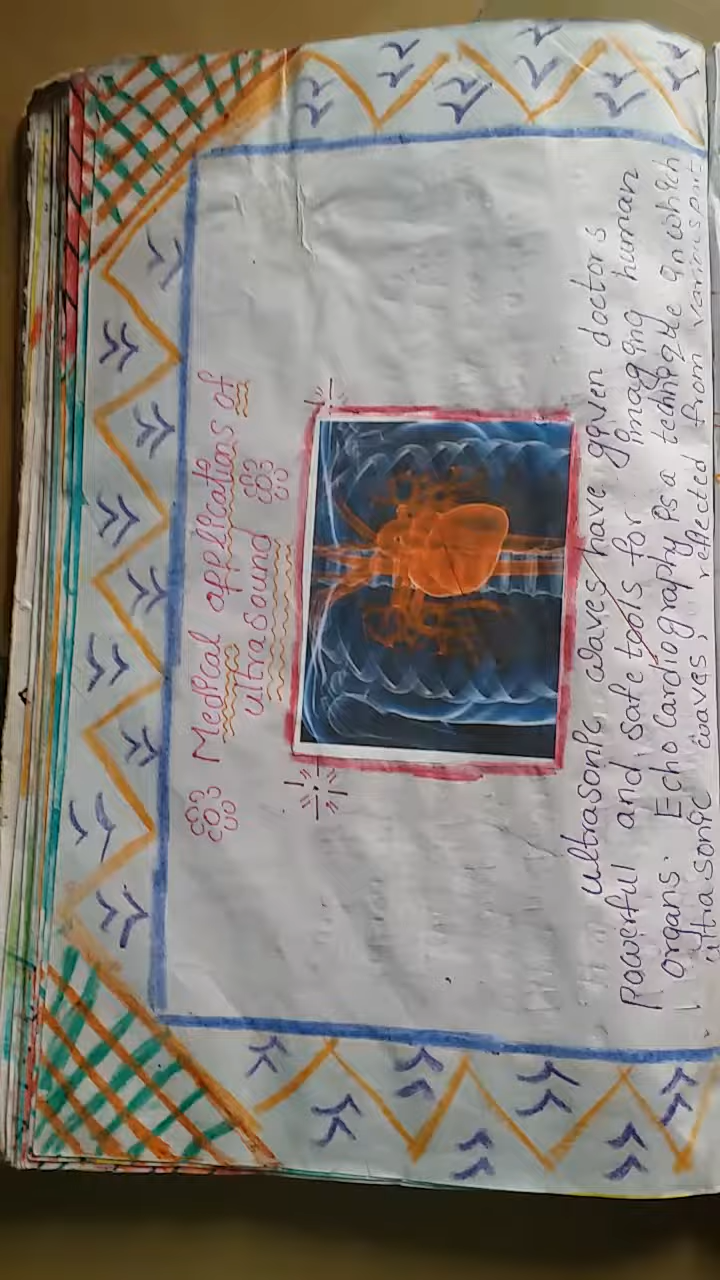 Medical applications of
ultrasound
ultrasonic waves have given doctors
powerful and safe tools for imaging human
organs. Echo cardiography is a technique in which
ultrasonic waves, reflected from various part